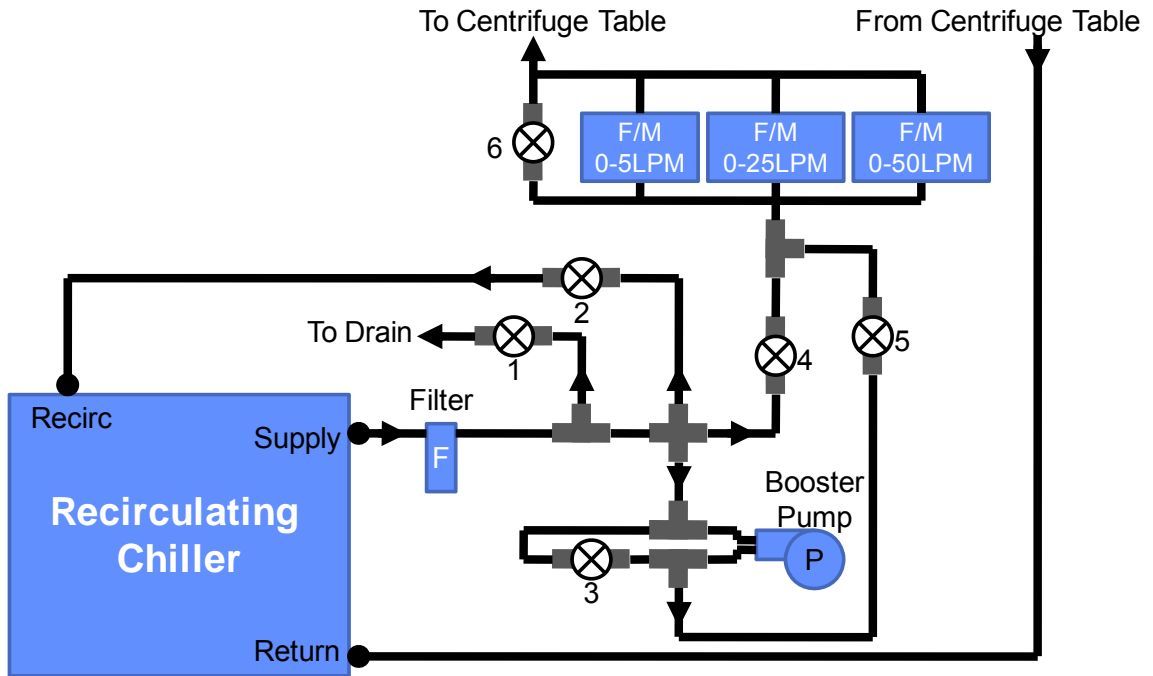 To Centrifuge Table
From Centrifuge Table
6
F/M
0-5LPM
F/M
0-25LPM
F/M
0-50LPM
2
To Drain
1
4
5
Recirc
Filter
Supply
F
Recirculating
Chiller
Booster
Pump
P
3
Return